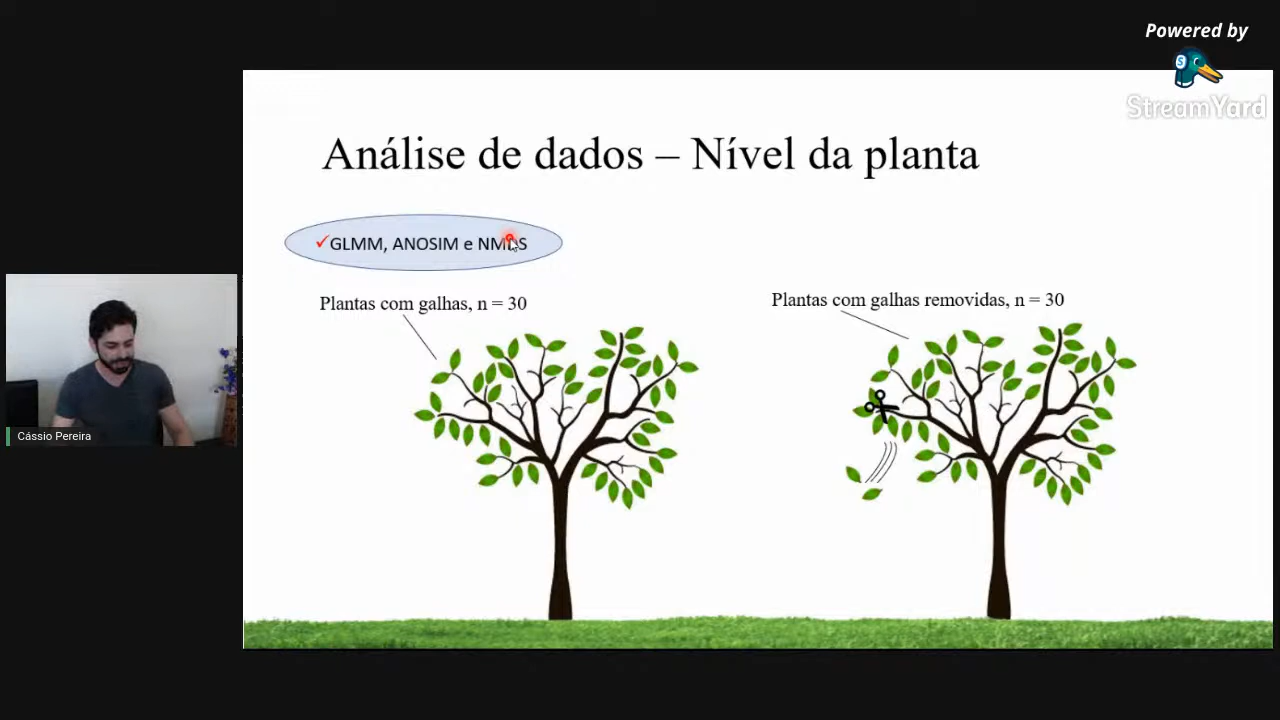 Powered by
StreamYard
Análise de dados – Nível da planta
✓GLMM, ANOSIM e NMDS
Plantas com galhas, n = 30
Plantas com galhas removidas, n = 30
Cássio Pereira